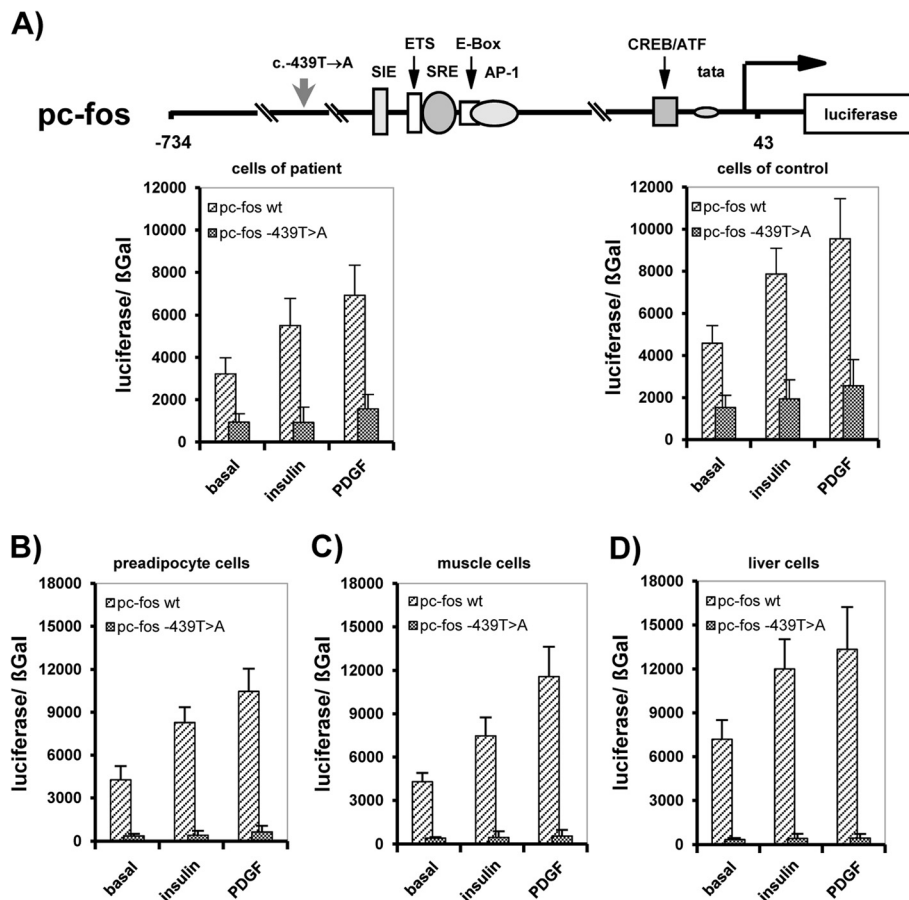 A)
c.-439T→A
ETS
E-Box
CREB/ATF
SIE
SRE
AP-1
tata
pc-fos
luciferase
-734
43
cells of patient
12000
10000
8000
6000
4000
2000
0
luciferase/ ßGal
pc-fos wt
pc-fos -439T>A
basal
insulin
PDGF
cells of control
12000
10000
8000
6000
4000
2000
0
luciferase/ ßGal
pc-fos wt
pc-fos -439T>A
basal
insulin
PDGF
B)
preadipocyte cells
18000
15000
12000
9000
6000
3000
0
luciferase/ ßGal
pc-fos wt
pc-fos -439T>A
basal
insulin
PDGF
C)
muscle cells
18000
15000
12000
9000
6000
3000
0
luciferase/ ßGal
pc-fos wt
pc-fos -439T>A
basal
insulin
PDGF
D)
liver cells
18000
15000
12000
9000
6000
3000
0
luciferase/ ßGal
pc-fos wt
pc-fos -439T>A
basal
insulin
PDGF